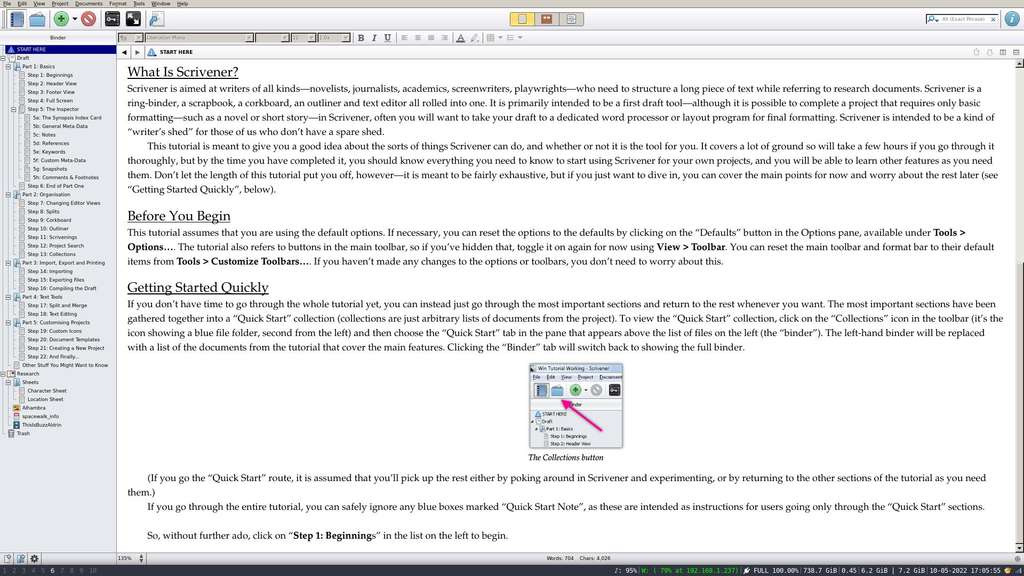 File Edit View Project Documents Format Tools Window Help
All (Exact Phrase)
Binder
START HERE
START HERE
Draft
Part 1: Basics
Step 1: Beginnings
Step 2: Header View
Step 3: Footer View
Step 4: Full Screen
Step 5: The Inspector
5a: The Synopsis Index Card
5b: General Meta-Data
5c: Notes
5d: References
5e: Keywords
5f: Custom Meta-Data
5g: Snapshots
5h: Comments & Footnotes
Step 6: End of Part One
Part 2: Organisation
Step 7: Changing Editor Views
Step 8: Splits
Step 9: Corkboard
Step 10: Outliner
Step 11: Scrivenings
Step 12: Project Search
Step 13: Collections
Part 3: Import, Export and Printing
Step 14: Importing
Step 15: Exporting Files
Step 16: Compiling the Draft
Part 4: Text Tools
Step 17: Split and Merge
Step 18: Text Editing
Part 5: Customising Projects
Step 19: Custom Icons
Step 20: Document Templates
Step 21: Creating a New Project
Step 22: And Finally...
Other Stuff You Might Want to Know
Research
Sheets
Character Sheet
Location Sheet
Alhambra
spacewalk_info
ThisIsBuzzAldrin
Trash
What Is Scrivener?
Scrivener is aimed at writers of all kinds—novelists, journalists, academics, screenwriters, playwrights—who need to structure a long piece of text while referring to research documents. Scrivener is a
ring-binder, a scrapbook, a corkboard, an outliner and text editor all rolled into one. It is primarily intended to be a first draft tool—although it is possible to complete a project that requires only basic
formatting—such as a novel or short story—in Scrivener, often you will want to take your draft to a dedicated word processor or layout program for final formatting. Scrivener is intended to be a kind of
“writer’s shed” for those of us who don’t have a spare shed.
This tutorial is meant to give you a good idea about the sorts of things Scrivener can do, and whether or not it is the tool for you. It covers a lot of ground so will take a few hours if you go through it
thoroughly, but by the time you have completed it, you should know everything you need to know to start using Scrivener for your own projects, and you will be able to learn other features as you need
them. Don’t let the length of this tutorial put you off, however—it is meant to be fairly exhaustive, but if you just want to dive in, you can cover the main points for now and worry about the rest later (see
“Getting Started Quickly”, below).
Before You Begin
This tutorial assumes that you are using the default options. If necessary, you can reset the options to the defaults by clicking on the “Defaults” button in the Options pane, available under Tools >
Options…. The tutorial also refers to buttons in the main toolbar, so if you’ve hidden that, toggle it on again for now using View > Toolbar. You can reset the main toolbar and format bar to their default
items from Tools > Customize Toolbars…. If you haven’t made any changes to the options or toolbars, you don’t need to worry about this.
Getting Started Quickly
If you don’t have time to go through the whole tutorial yet, you can instead just go through the most important sections and return to the rest whenever you want. The most important sections have been
gathered together into a “Quick Start” collection (collections are just arbitrary lists of documents from the project). To view the “Quick Start” collection, click on the “Collections” icon in the toolbar (it’s the
icon showing a blue file folder, second from the left) and then choose the “Quick Start” tab in the pane that appears above the list of files on the left (the “binder”). The left-hand binder will be replaced
with a list of the documents from the tutorial that cover the main features. Clicking the “Binder” tab will switch back to showing the full binder.
Win Tutorial Working - Scrivener
File Edit View Project Document
START HERE
Draft
Part 1: Basics
Step 1: Beginnings
Step 2: Header View
The Collections button
(If you go the “Quick Start” route, it is assumed that you’ll pick up the rest either by poking around in Scrivener and experimenting, or by returning to the other sections of the tutorial as you need
them.)
If you go through the entire tutorial, you can safely ignore any blue boxes marked “Quick Start Note”, as these are intended as instructions for users going only through the “Quick Start” sections.
So, without further ado, click on “Step 1: Beginnings” in the list on the left to begin.
135%
Words: 704 Chars: 4,026
1 2 3 4 5 6 7 8 9 10
♪: 95% W: ( 79% at 192.168.1.237) FULL 100.00% 738.7 GiB 0.45 6.2 GiB | 7.2 GiB 10-05-2022 17:05:55